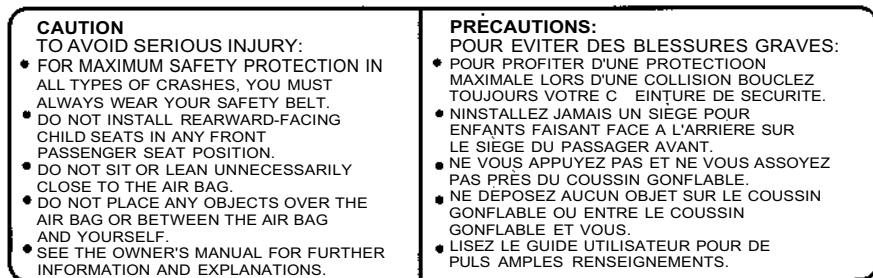 CAUTION
TO AVOID SERIOUS INJURY:
• FOR MAXIMUM SAFETY PROTECTION IN
ALL TYPES OF CRASHES, YOU MUST
ALWAYS WEAR YOUR SAFETY BELT.
• DO NOT INSTALL REARWARD-FACING
CHILD SEATS IN ANY FRONT
PASSENGER SEAT POSITION.
• DO NOT SIT OR LEAN UNNECESSARILY
CLOSE TO THE AIR BAG.
• DO NOT PLACE ANY OBJECTS OVER THE
AIR BAG OR BETWEEN THE AIR BAG
AND YOURSELF.
• SEE THE OWNER'S MANUAL FOR FURTHER
INFORMATION AND EXPLANATIONS.
PRÉCAUTIONS:
POUR EVITER DES BLESSURES GRAVES:
• POUR PROFITER D'UNE PROTECTIOON
MAXIMALE LORS D'UNE COLLISION BOUCLEZ
TOUJOURS VOTRE C EINTURE DE SECURITE.
• NINSTALLEZ JAMAIS UN SIÈGE POUR
ENFANTS FAISANT FACE A L'ARRIERE SUR
LE SIÈGE DU PASSAGER AVANT.
• NE VOUS APPUYEZ PAS ET NE VOUS ASSOYEZ
PAS PRÈS DU COUSSIN GONFLABLE.
• NE DÉPOSEZ AUCUN OBJET SUR LE COUSSIN
GONFLABLE OU ENTRE LE COUSSIN
GONFLABLE ET VOUS.
• LISEZ LE GUIDE UTILISATEUR POUR DE
PULS AMPLES RENSEIGNEMENTS.